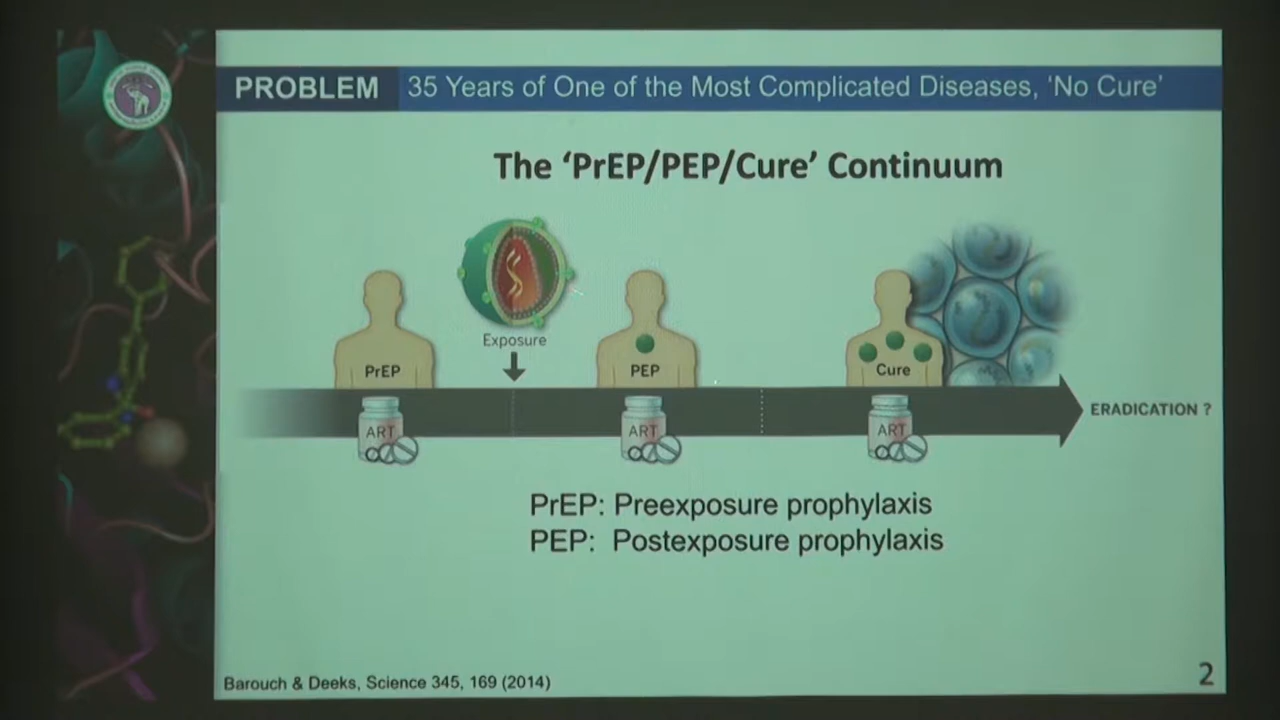 PROBLEM 35 Years of One of the Most Complicated Diseases, 'No Cure'
The 'PrEP/PEP/Cure' Continuum
Exposure
PrEP
PEP
Cure
ART
ART
ART
ERADICATION ?
PrEP: Preexposure prophylaxis
PEP: Postexposure prophylaxis
Barouch & Deeks, Science 345, 169 (2014)
2